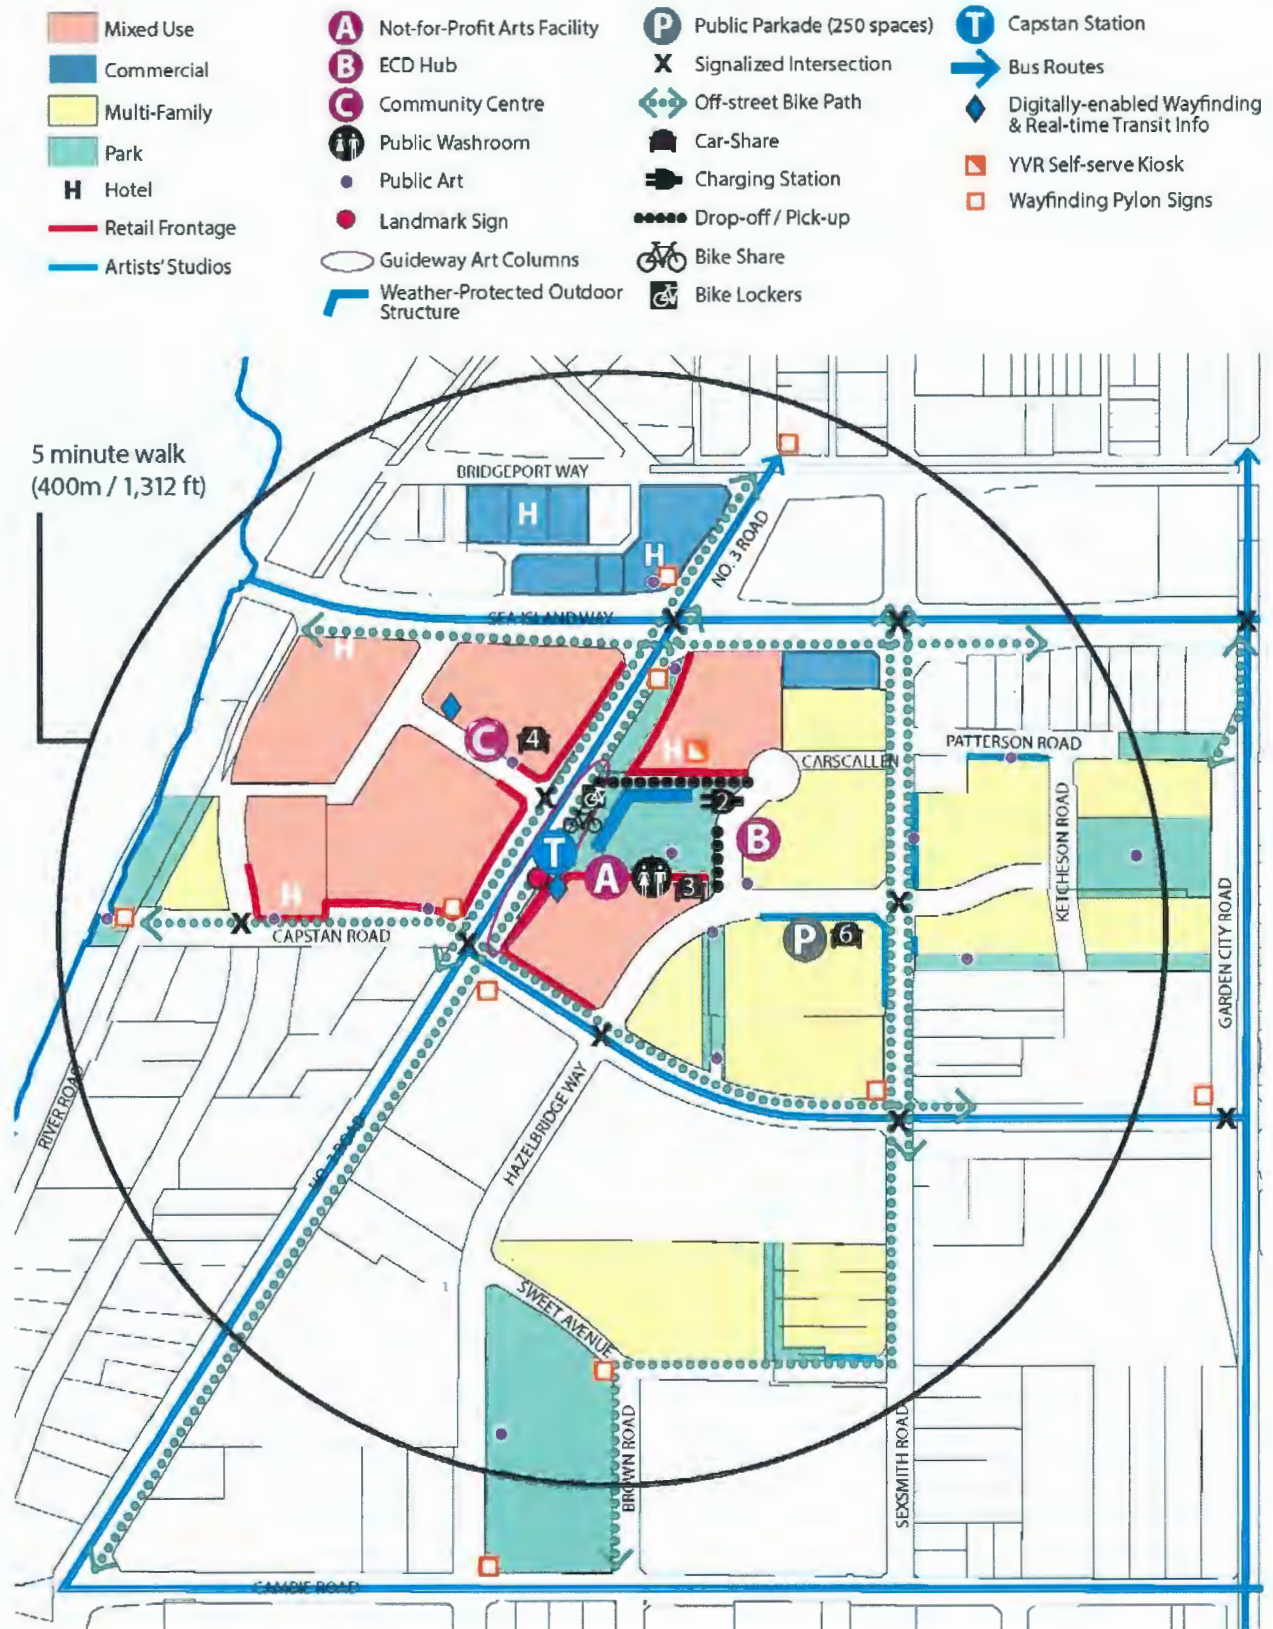 Mixed Use
Commercial
Multi-Family
Park
H Hotel
Retail Frontage
Artists' Studios
A Not-for-Profit Arts Facility
B ECD Hub
C Community Centre
Public Washroom
Public Art
Landmark Sign
Guideway Art Columns
Weather-Protected Outdoor
Structure
P Public Parkade (250 spaces)
X Signalized Intersection
Off-street Bike Path
Car-Share
Charging Station
Drop-off / Pick-up
Bike Share
Bike Lockers
T Capstan Station
Bus Routes
Digitally-enabled Wayfinding
& Real-time Transit Info
YVR Self-serve Kiosk
Wayfinding Pylon Signs
5 minute walk
(400m / 1,312 ft)
BRIDGEPORT WAY
H
H
NO. 3 ROAD
SEA ISLAND WAY
X
X
X
H
C
4
H
CARSCALLEN
PATTERSON ROAD
X
2
T
B
KETCHESON ROAD
A
3
H
X
X
CAPSTAN ROAD
X
P
6
GARDEN CITY ROAD
X
X
X
RIVER ROAD
HAZELBRIDGE WAY
NO. 3 ROAD
SWEET AVENUE
BROWN ROAD
SEXSMITH ROAD
CAMBIE ROAD